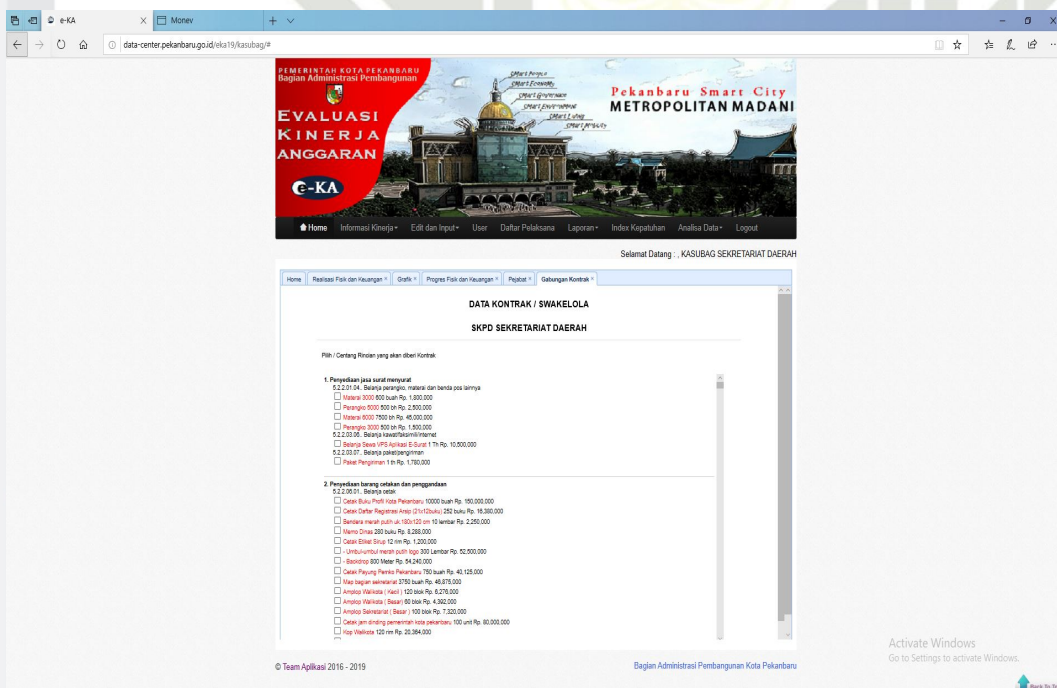 e-KA Monev
data-center.pekanbaru.go.id/eka19/kasubag/#
PEMERINTAH KOTA PEKANBARU
Bagian Administrasi Pembangunan
EVALUASI
KINERJA
ANGGARAN
e-KA
SMart People
SMart Economy
SMart Governance
SMart Environment
SMart Living
SMart Mobility
Pekanbaru Smart City
METROPOLITAN MADANI
Home Informasi Kinerja Edit dan Input User Daftar Pelaksana Laporan Index Kepatuhan Analisa Data Logout
Selamat Datang : , KASUBAG SEKRETARIAT DAERAH
Home Realisasi Fisik dan Keuangan Grafik Progres Fisik dan Keuangan Pejabat Gabungan Kontrak
DATA KONTRAK / SWAKELOLA
SKPD SEKRETARIAT DAERAH
Pilih / Centang Rincian yang akan diberi Kontrak
1. Penyediaan jasa surat menyurat
5.2.2.01.04.. Belanja perangko, materai dan benda pos lainnya
Materai 3000 600 buah Rp. 1,800,000
Perangko 5000 500 bh Rp. 2,500,000
Materai 6000 7500 bh Rp. 45,000,000
Perangko 3000 500 bh Rp. 1,500,000
5.2.2.03.06.. Belanja kawat/faksimili/internet
Belanja Sewa VPS Aplikasi E-Surat 1 Th Rp. 10,500,000
5.2.2.03.07.. Belanja paket/pengiriman
Paket Pengiriman 1 th Rp. 1,780,000
2. Penyediaan barang cetakan dan penggandaan
5.2.2.06.01.. Belanja cetak
Cetak Buku Profil Kota Pekanbaru 10000 buah Rp. 150,000,000
Cetak Daftar Registrasi Arsip (21x12buku) 252 buku Rp. 16,380,000
Bendera merah putih uk.180x120 cm 10 lembar Rp. 2,250,000
Memo Dinas 280 buku Rp. 8,288,000
Cetak Etiket Sirup 12 rim Rp. 1,200,000
- Umbul-umbul merah putih logo 300 Lembar Rp. 52,500,000
- Backdrop 800 Meter Rp. 54,240,000
Cetak Payung Pemko Pekanbaru 750 buah Rp. 40,125,000
Map bagian sekretariat 3750 buah Rp. 46,875,000
Amplop Walikota ( Kecil ) 120 blok Rp. 6,276,000
Amplop Walikota ( Besar) 60 blok Rp. 4,392,000
Amplop Sekretariat ( Besar ) 100 blok Rp. 7,320,000
Cetak jam dinding pemerintah kota pekanbaru 100 unit Rp. 80,000,000
Kop Walikota 120 rim Rp. 20,364,000
© Team Aplikasi 2016 - 2019 Bagian Administrasi Pembangunan Kota Pekanbaru
Activate Windows
Go to Settings to activate Windows.